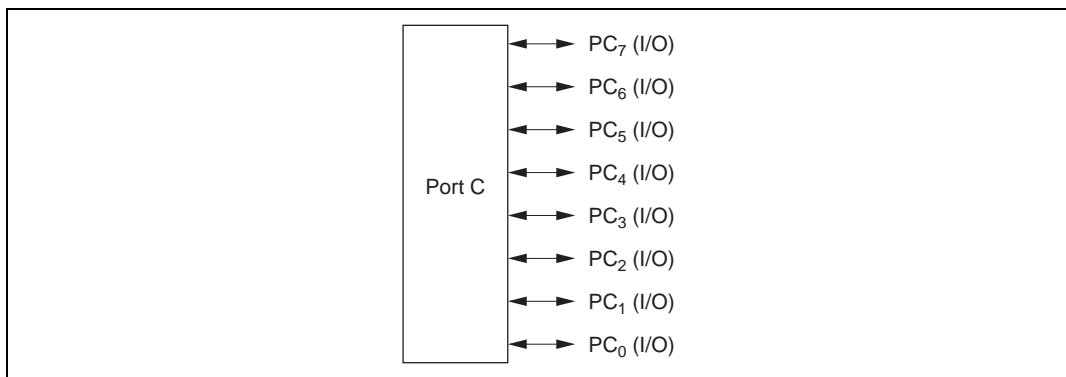 PC₇ (I/O)
PC₆ (I/O)
PC₅ (I/O)
PC₄ (I/O)
Port C
PC₃ (I/O)
PC₂ (I/O)
PC₁ (I/O)
PC₀ (I/O)